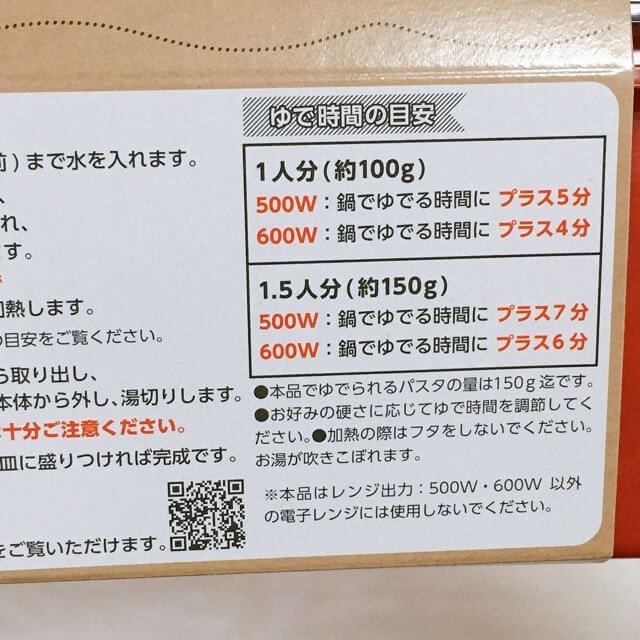 前)まで水を入れます。
、
れ、
ます。
加熱します。
の目安をご覧ください。
ら取り出し、
本体から外し、湯切りします。
十分ご注意ください。
皿に盛りつければ完成です。
をご覧いただけます。
ゆで時間の目安
1人分(約100g)
500W:鍋でゆでる時間に プラス5分
600W:鍋でゆでる時間に プラス4分
1.5人分(約150g)
500W:鍋でゆでる時間に プラス7分
600W:鍋でゆでる時間に プラス6分
●本品でゆでられるパスタの量は150g迄です。
●お好みの硬さに応じてゆで時間を調節してく
ださい。●加熱の際はフタをしないでください。
お湯が吹きこぼれます。
※本品はレンジ出力:500W・600W 以外
の電子レンジには使用しないでください。